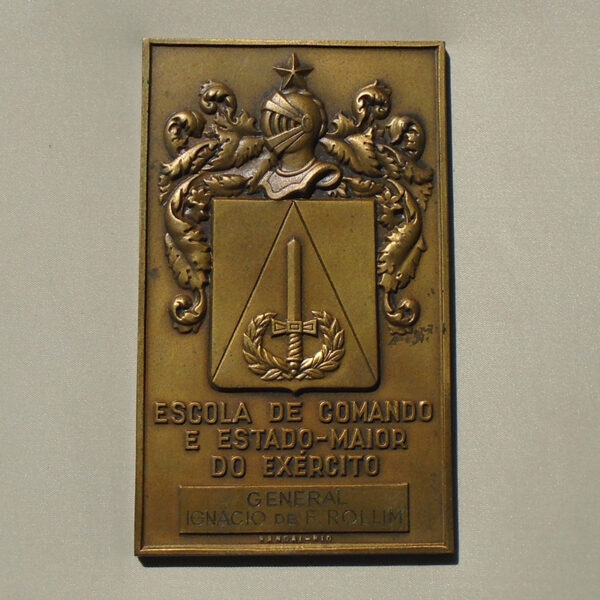 ESCOLA DE COMANDO
E ESTADO-MAIOR
DO EXÉRCITO
GENERAL
IGNACIO DE F. ROLLIM